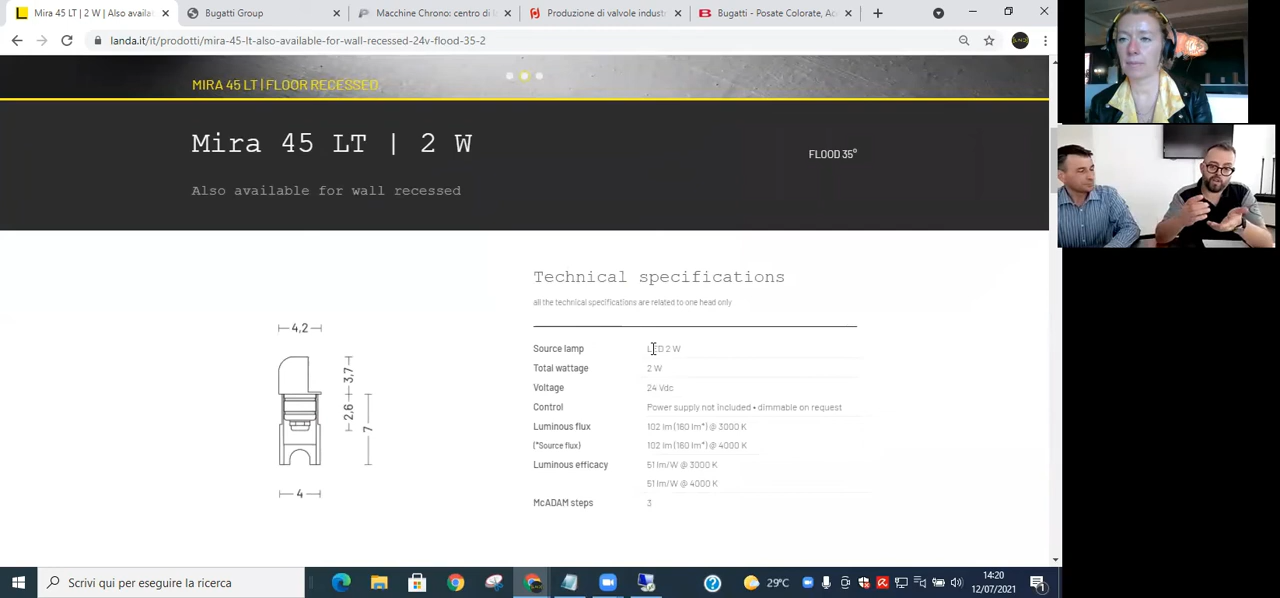 Mira 45 LT | 2 W | Also availa
Bugatti Group
Macchine Chrono: centro di l
Produzione di valvole indust
Bugatti - Posate Colorate, Ac
landa.it/it/prodotti/mira-45-lt-also-available-for-wall-recessed-24v-flood-35-2
MIRA 45 LT | FLOOR RECESSED
Mira 45 LT | 2 W
FLOOD 35°
Also available for wall recessed
Technical specifications
all the technical specifications are related to one head only
4,2
3,7
2,6
7
4
Source lamp LED 2 W
Total wattage 2 W
Voltage 24 Vdc
Control Power supply not included • dimmable on request
Luminous flux 102 lm (160 lm*) @ 3000 K
(*Source flux) 102 lm (160 lm*) @ 4000 K
Luminous efficacy 51 lm/W @ 3000 K
51 lm/W @ 4000 K
McADAM steps 3
Scrivi qui per eseguire la ricerca
29°C
14:20
12/07/2021
1